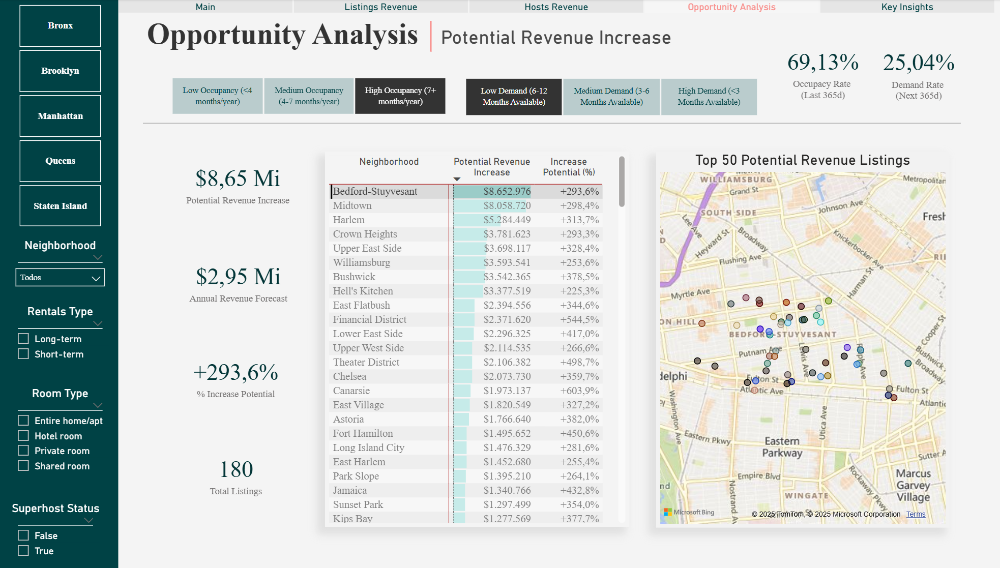 Main
Listings Revenue
Hosts Revenue
Opportunity Analysis
Key Insights
Bronx
Brooklyn
Manhattan
Queens
Staten Island
Neighborhood
Todos
Rentals Type
Long-term
Short-term
Room Type
Entire home/apt
Hotel room
Private room
Shared room
Superhost Status
False
True
Opportunity Analysis
Potential Revenue Increase
Low Occupancy (<4
months/year)
Medium Occupancy
(4-7 months/year)
High Occupancy (7+
months/year)
Low Demand (6-12
Months Available)
Medium Demand (3-6
Months Available)
High Demand (<3
Months Available)
69,13%
Occupacy Rate
(Last 365d)
25,04%
Demand Rate
(Next 365d)
$8,65 Mi
Potential Revenue Increase
$2,95 Mi
Annual Revenue Forecast
+293,6%
% Increase Potential
180
Total Listings
Neighborhood
Potential Revenue
Increase
Increase
Potential (%)
Bedford-Stuyvesant $8.652.976 +293,6%
Midtown $8.058.720 +298,4%
Harlem $5.284.449 +313,7%
Crown Heights $3.781.623 +293,3%
Upper East Side $3.698.117 +328,4%
Williamsburg $3.593.541 +253,6%
Bushwick $3.542.365 +378,5%
Hell's Kitchen $3.377.519 +225,3%
East Flatbush $2.394.556 +344,6%
Financial District $2.371.620 +544,5%
Lower East Side $2.296.325 +417,0%
Upper West Side $2.114.535 +266,6%
Theater District $2.106.382 +498,7%
Chelsea $2.073.730 +359,7%
Canarsie $1.973.137 +603,9%
East Village $1.820.549 +327,2%
Astoria $1.766.640 +382,0%
Fort Hamilton $1.495.652 +450,6%
Long Island City $1.476.329 +281,6%
East Harlem $1.452.680 +255,4%
Park Slope $1.395.210 +264,1%
Jamaica $1.340.766 +432,8%
Sunset Park $1.297.499 +354,0%
Kips Bay $1.277.569 +377,7%
Top 50 Potential Revenue Listings
WILLIAMSBURG
Metropolitan
Grand St
Johnson Ave
SOUTH SIDE
Fresh
Lee Ave
Heyward St
Broadway
Knickerbocker Ave
Flushing Ave
Harman St
Myrtle Ave
ON HILL
BEDFORD-STUYVESANT
Cooper St
Putnam Ave
Lewis Ave
Ralph Ave
Bushwick
Broadway
delphi
Fulton St
Atlantic Ave
Fulton St
Atlantic
Washington Ave
Utica Ave
Eastern Pkwy
Eastern
Parkway
Sutter A
Rockaway Pkwy
Empire Blvd
Marcus
Garvey
Village
nd
Nostrand Av
WINGATE
Microsoft Bing
© 2025 TomTom, © 2025 Microsoft Corporation Terms